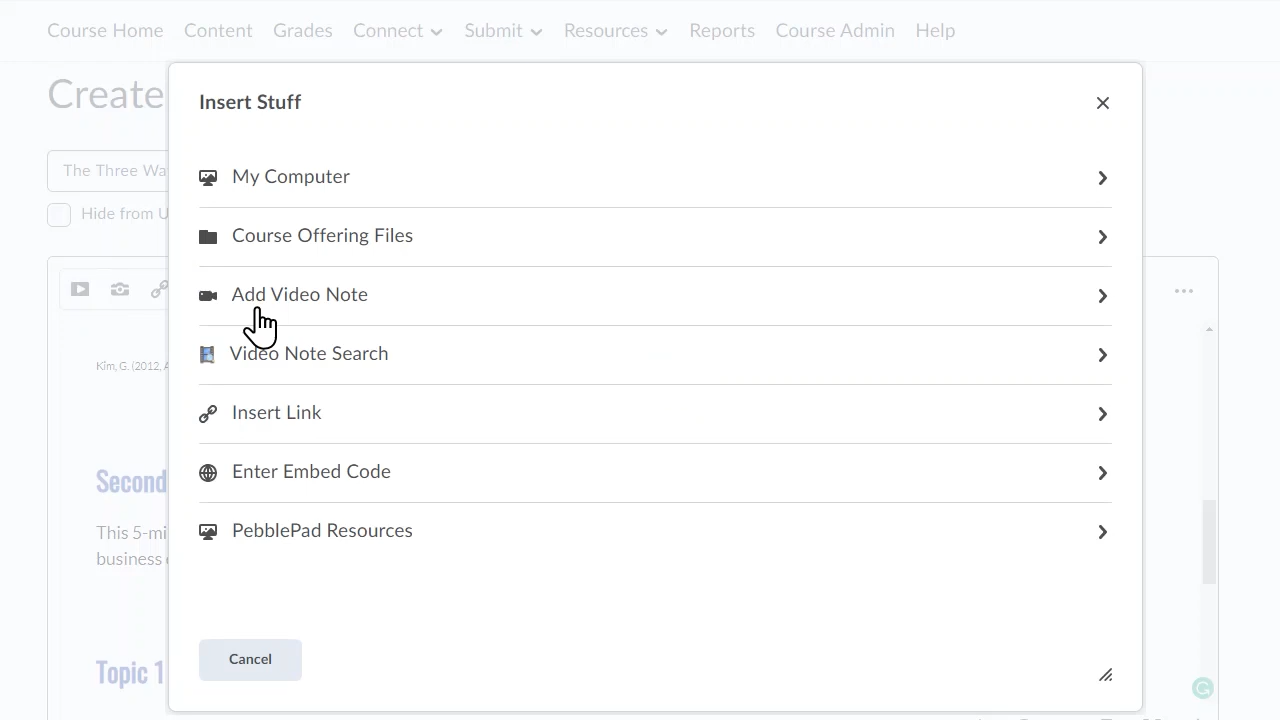 Course Home Content Grades Connect Submit Resources Reports Course Admin Help
Create
Insert Stuff
The Three Wa
Hide from U
My Computer
Course Offering Files
Add Video Note
Video Note Search
Insert Link
Enter Embed Code
PebblePad Resources
Kim, G. (2012, A
Second
This 5-mi
business
Topic 1
Cancel